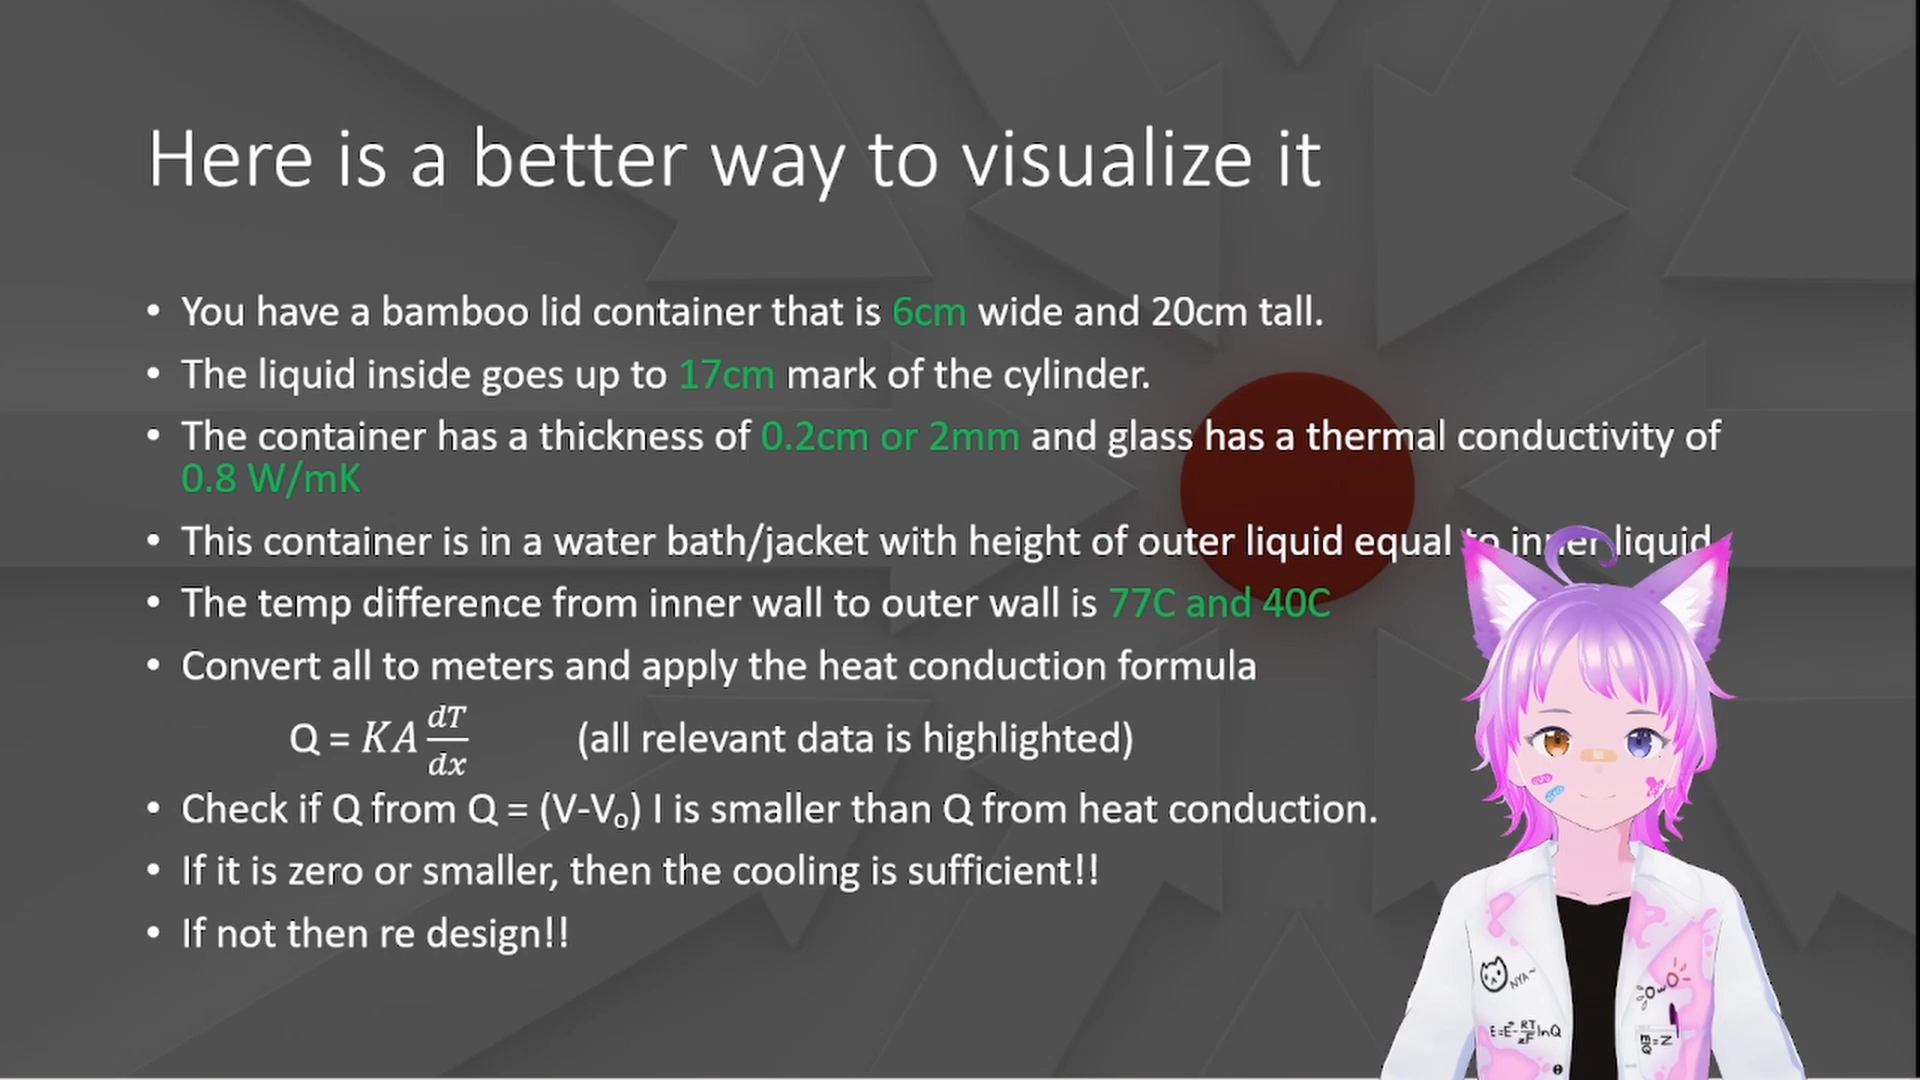 Here is a better way to visualize it
• You have a bamboo lid container that is 6cm wide and 20cm tall.
• The liquid inside goes up to 17cm mark of the cylinder.
• The container has a thickness of 0.2cm or 2mm and glass has a thermal conductivity of
0.8 W/mK
• This container is in a water bath/jacket with height of outer liquid equal to inner liquid
• The temp difference from inner wall to outer wall is 77C and 40C
• Convert all to meters and apply the heat conduction formula
Q = KA dT/dx (all relevant data is highlighted)
• Check if Q from Q = (V-Vₒ) I is smaller than Q from heat conduction.
• If it is zero or smaller, then the cooling is sufficient!!
• If not then re design!!
NYA~